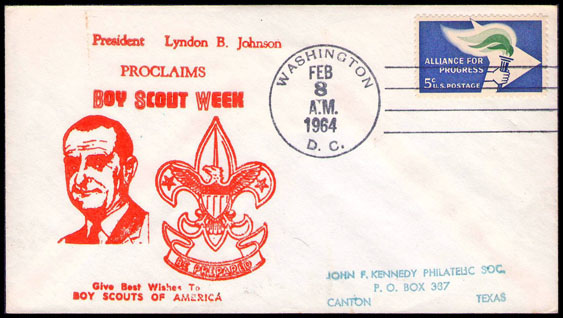 President Lyndon B. Johnson
PROCLAIMS
BOY SCOUT WEEK
BE PREPARED
Give Best Wishes To
BOY SCOUTS OF AMERICA
WASHINGTON
FEB
8
A.M.
1964
D. C.
ALLIANCE FOR
PROGRESS
5¢ U.S. POSTAGE
JOHN F. KENNEDY PHILATELIC SOC.
P. O. BOX 387
CANTON TEXAS